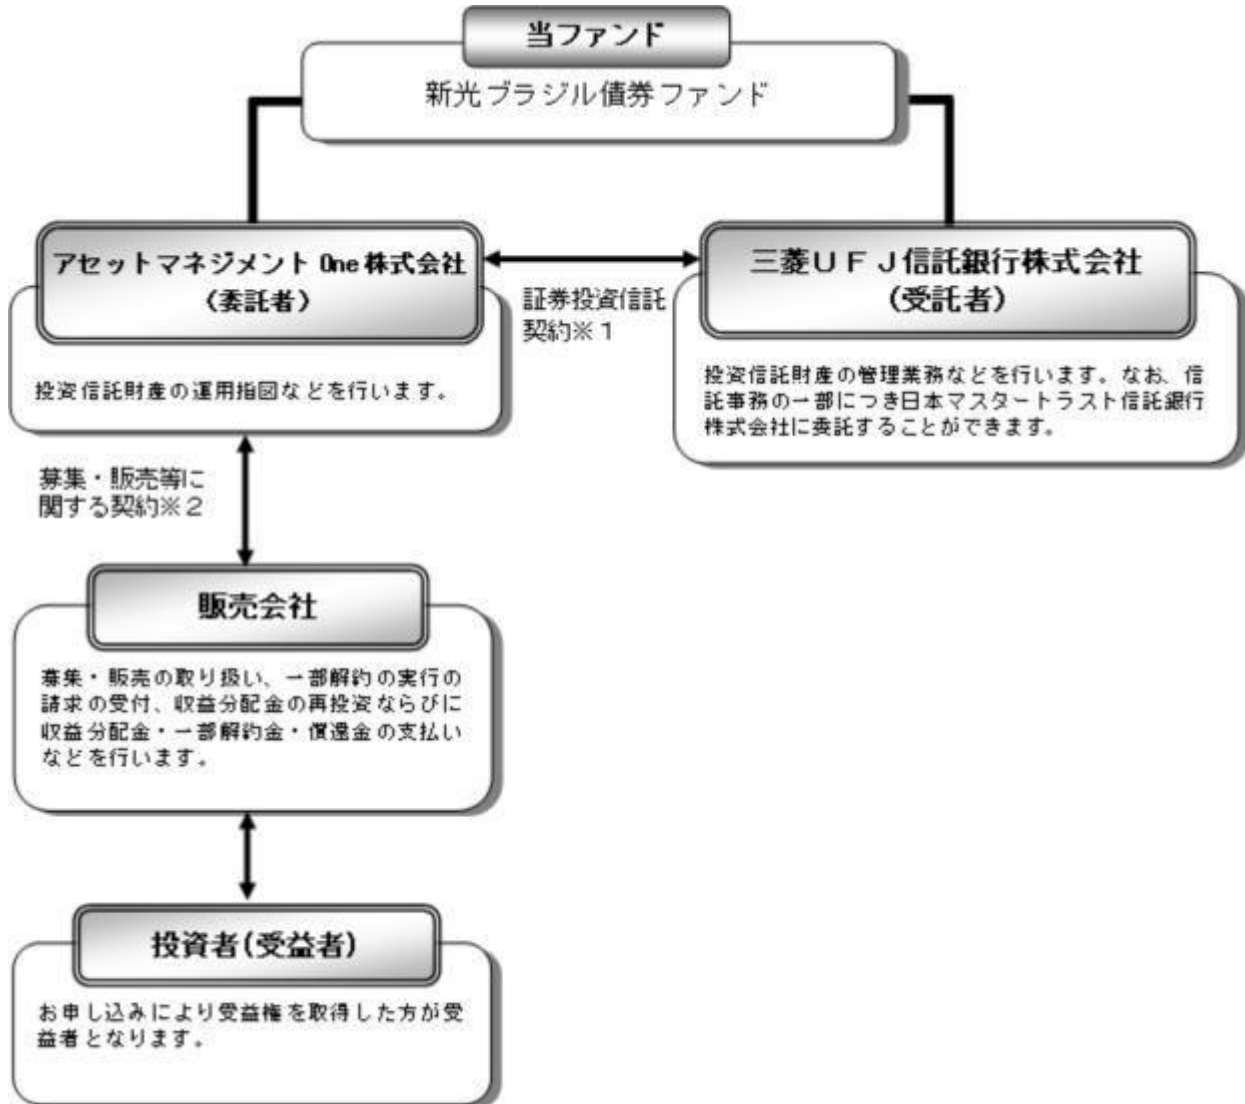 当ファンド
新光ブラジル債券ファンド
アセットマネジメント One 株式会社
（委託者）
投資信託財産の運用指図などを行います。
証券投資信託
契約※１
三菱ＵＦＪ信託銀行株式会社
（受託者）
投資信託財産の管理業務などを行います。なお、信
託事務の一部につき日本マスタートラスト信託銀行
株式会社に委託することができます。
募集・販売等に
関する契約※２
販売会社
募集・販売の取り扱い、一部解約の実行の
請求の受付、収益分配金の再投資ならびに
収益分配金・一部解約金・償還金の支払い
などを行います。
投資者（受益者）
お申し込みにより受益権を取得した方が受
益者となります。